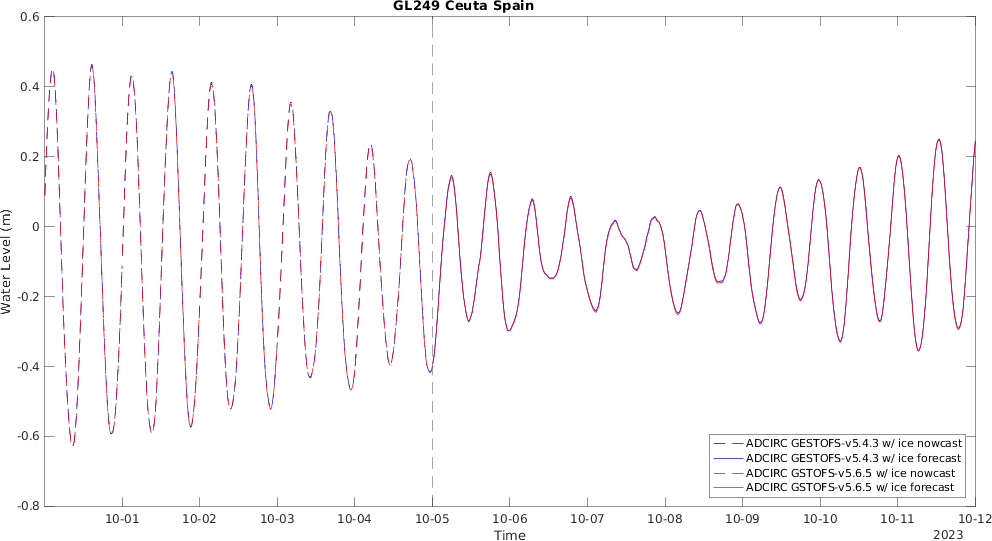 GL249 Ceuta Spain
0.6
0.4
0.2
0
-0.2
-0.4
-0.6
-0.8
Water Level (m)
10-01 10-02 10-03 10-04 10-05 10-06 10-07 10-08 10-09 10-10 10-11 10-12
Time
2023
ADCIRC GESTOFS-v5.4.3 w/ ice nowcast
ADCIRC GESTOFS-v5.4.3 w/ ice forecast
ADCIRC GSTOFS-v5.6.5 w/ ice nowcast
ADCIRC GSTOFS-v5.6.5 w/ ice forecast